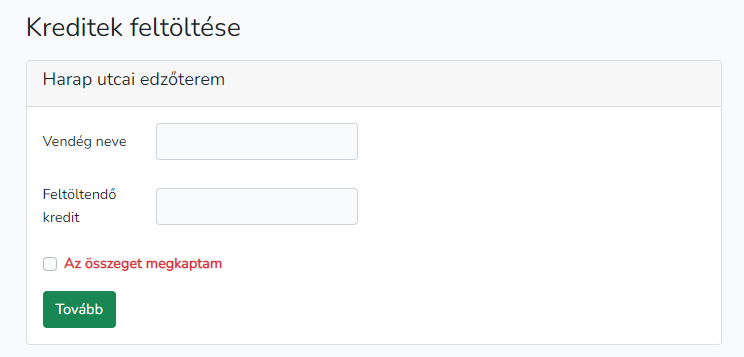 Kreditek feltöltése
Harap utcai edzőterem
Vendég neve
Feltöltendő
kredit
Az összeget megkaptam
Tovább